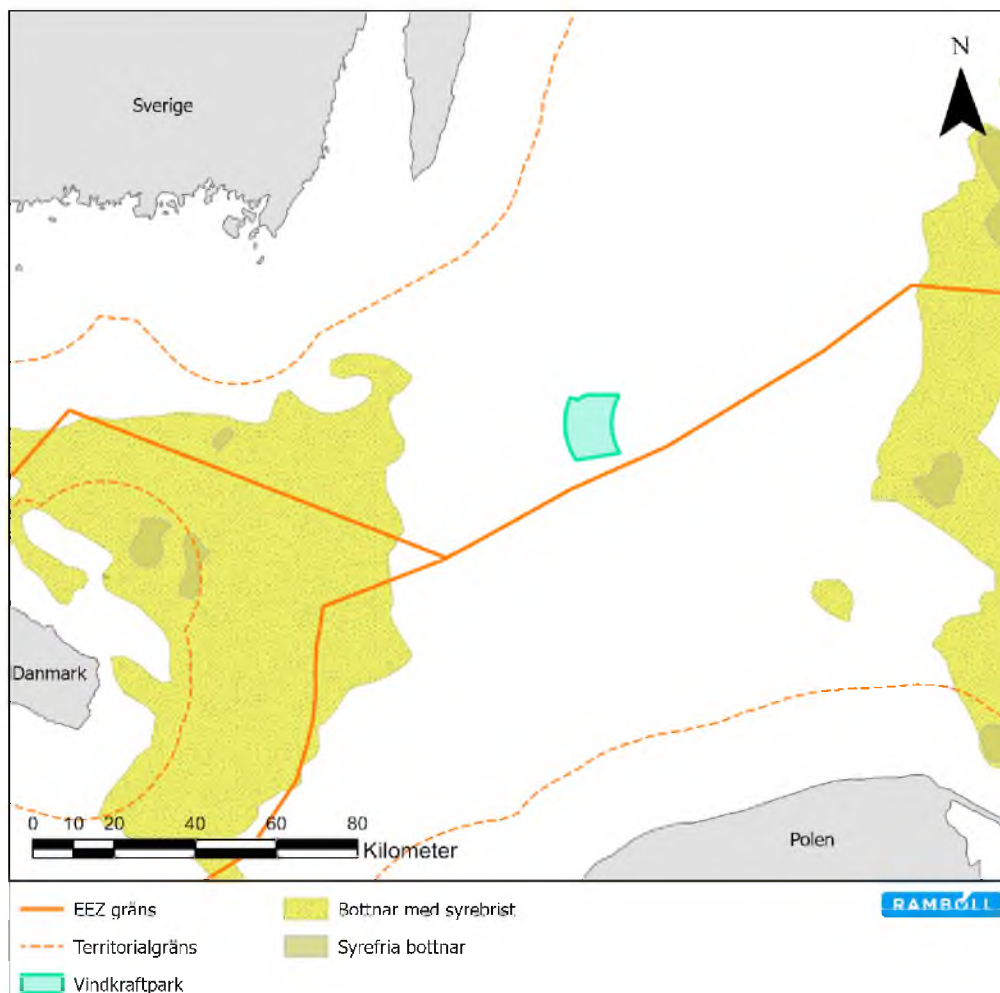 N
Sverige
Danmark
0 10 20 40 60 80
Kilometer
Polen
EEZ gräns
Bottnar med syrebrist
RAMBOLL
Territorialgräns
Syrefria bottnar
Vindkraftpark